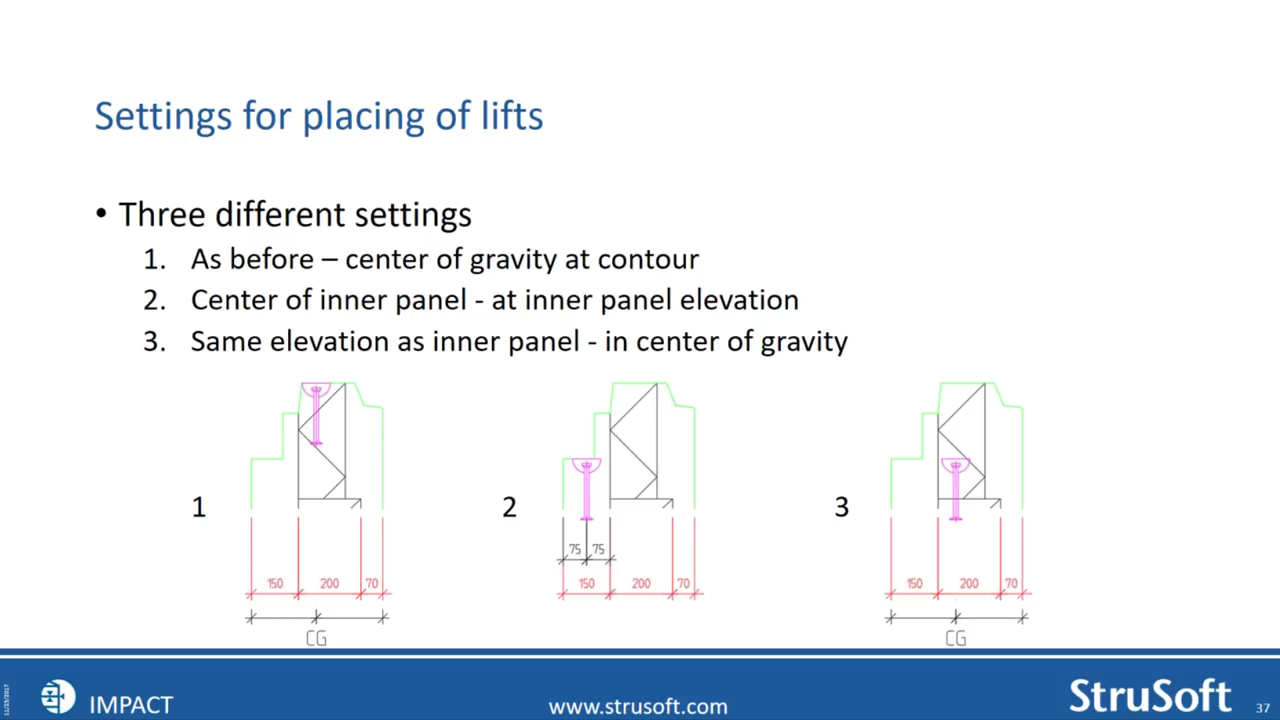 Settings for placing of lifts
• Three different settings
1. As before – center of gravity at contour
2. Center of inner panel - at inner panel elevation
3. Same elevation as inner panel - in center of gravity
1
150 200 70
CG
2
75 75
150 200 70
3
150 200 70
CG
11/23/2017
IMPACT
www.strusoft.com
StruSoft
37